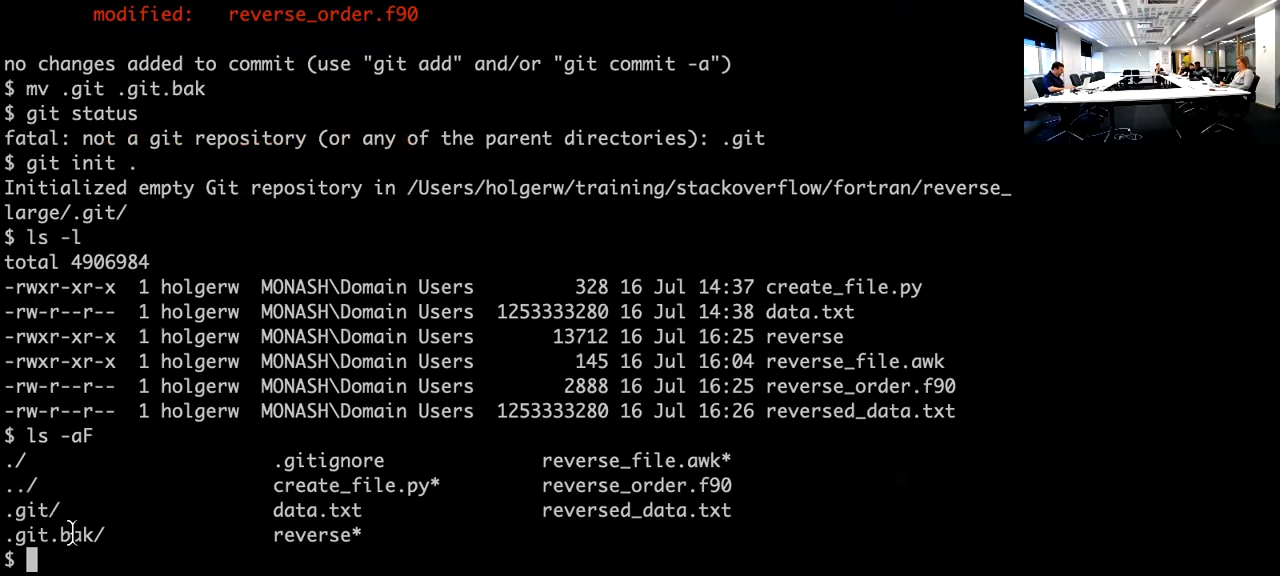 modified:   reverse_order.f90
no changes added to commit (use "git add" and/or "git commit -a")
$ mv .git .git.bak
$ git status
fatal: not a git repository (or any of the parent directories): .git
$ git init .
Initialized empty Git repository in /Users/holgerw/training/stackoverflow/fortran/reverse_
large/.git/
$ ls -l
total 4906984
-rwxr-xr-x  1 holgerw  MONASH\Domain Users         328 16 Jul 14:37 create_file.py
-rw-r--r--  1 holgerw  MONASH\Domain Users  1253333280 16 Jul 14:38 data.txt
-rwxr-xr-x  1 holgerw  MONASH\Domain Users       13712 16 Jul 16:25 reverse
-rwxr-xr-x  1 holgerw  MONASH\Domain Users         145 16 Jul 16:04 reverse_file.awk
-rw-r--r--  1 holgerw  MONASH\Domain Users        2888 16 Jul 16:25 reverse_order.f90
-rw-r--r--  1 holgerw  MONASH\Domain Users  1253333280 16 Jul 16:26 reversed_data.txt
$ ls -aF
./                      .gitignore              reverse_file.awk*
../                     create_file.py*         reverse_order.f90
.git/                   data.txt                reversed_data.txt
.git.bak/               reverse*
$